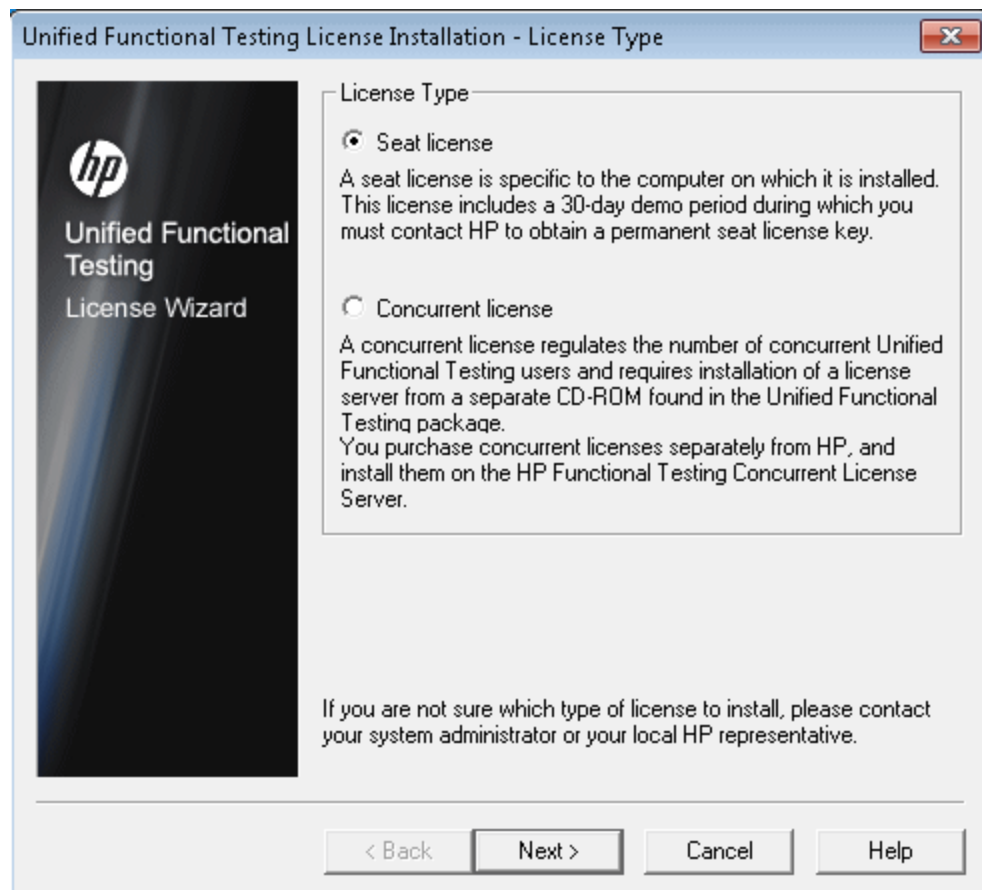 Unified Functional Testing License Installation - License Type
hp
Unified Functional
Testing
License Wizard
License Type
Seat license
A seat license is specific to the computer on which it is installed.
This license includes a 30-day demo period during which you
must contact HP to obtain a permanent seat license key.
Concurrent license
A concurrent license regulates the number of concurrent Unified
Functional Testing users and requires installation of a license
server from a separate CD-ROM found in the Unified Functional
Testing package.
You purchase concurrent licenses separately from HP, and
install them on the HP Functional Testing Concurrent License
Server.
If you are not sure which type of license to install, please contact
your system administrator or your local HP representative.
< Back
Next >
Cancel
Help